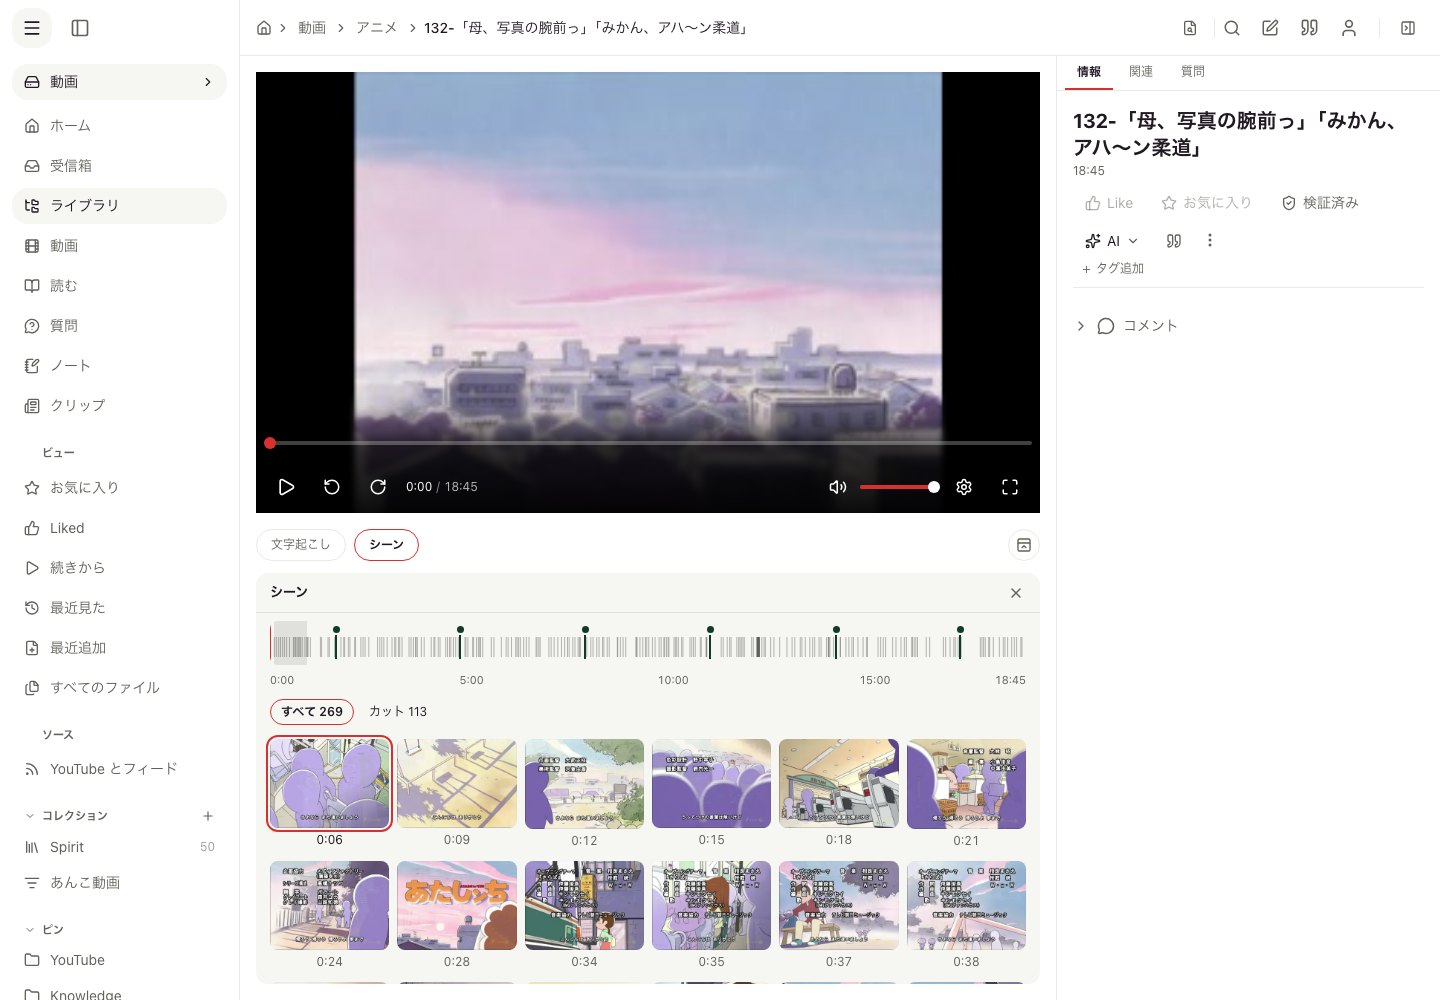 動画
アニメ
132-「母、写真の腕前っ」「みかん、アハ～ン柔道」
動画
ホーム
受信箱
ライブラリ
動画
読む
質問
ノート
クリップ
ビュー
お気に入り
Liked
続きから
最近見た
最近追加
すべてのファイル
ソース
YouTube とフィード
コレクション
Spirit
50
あんこ動画
ピン
YouTube
Knowledge
0:00 / 18:45
文字起こし
シーン
シーン
0:00
5:00
10:00
15:00
18:45
すべて 269
カット 113
0:06
0:09
0:12
0:15
0:18
0:21
あたしンち
0:24
0:28
0:34
0:35
0:37
0:38
情報
関連
質問
132-「母、写真の腕前っ」「みかん、
アハ～ン柔道」
18:45
Like
お気に入り
検証済み
AI
+ タグ追加
コメント